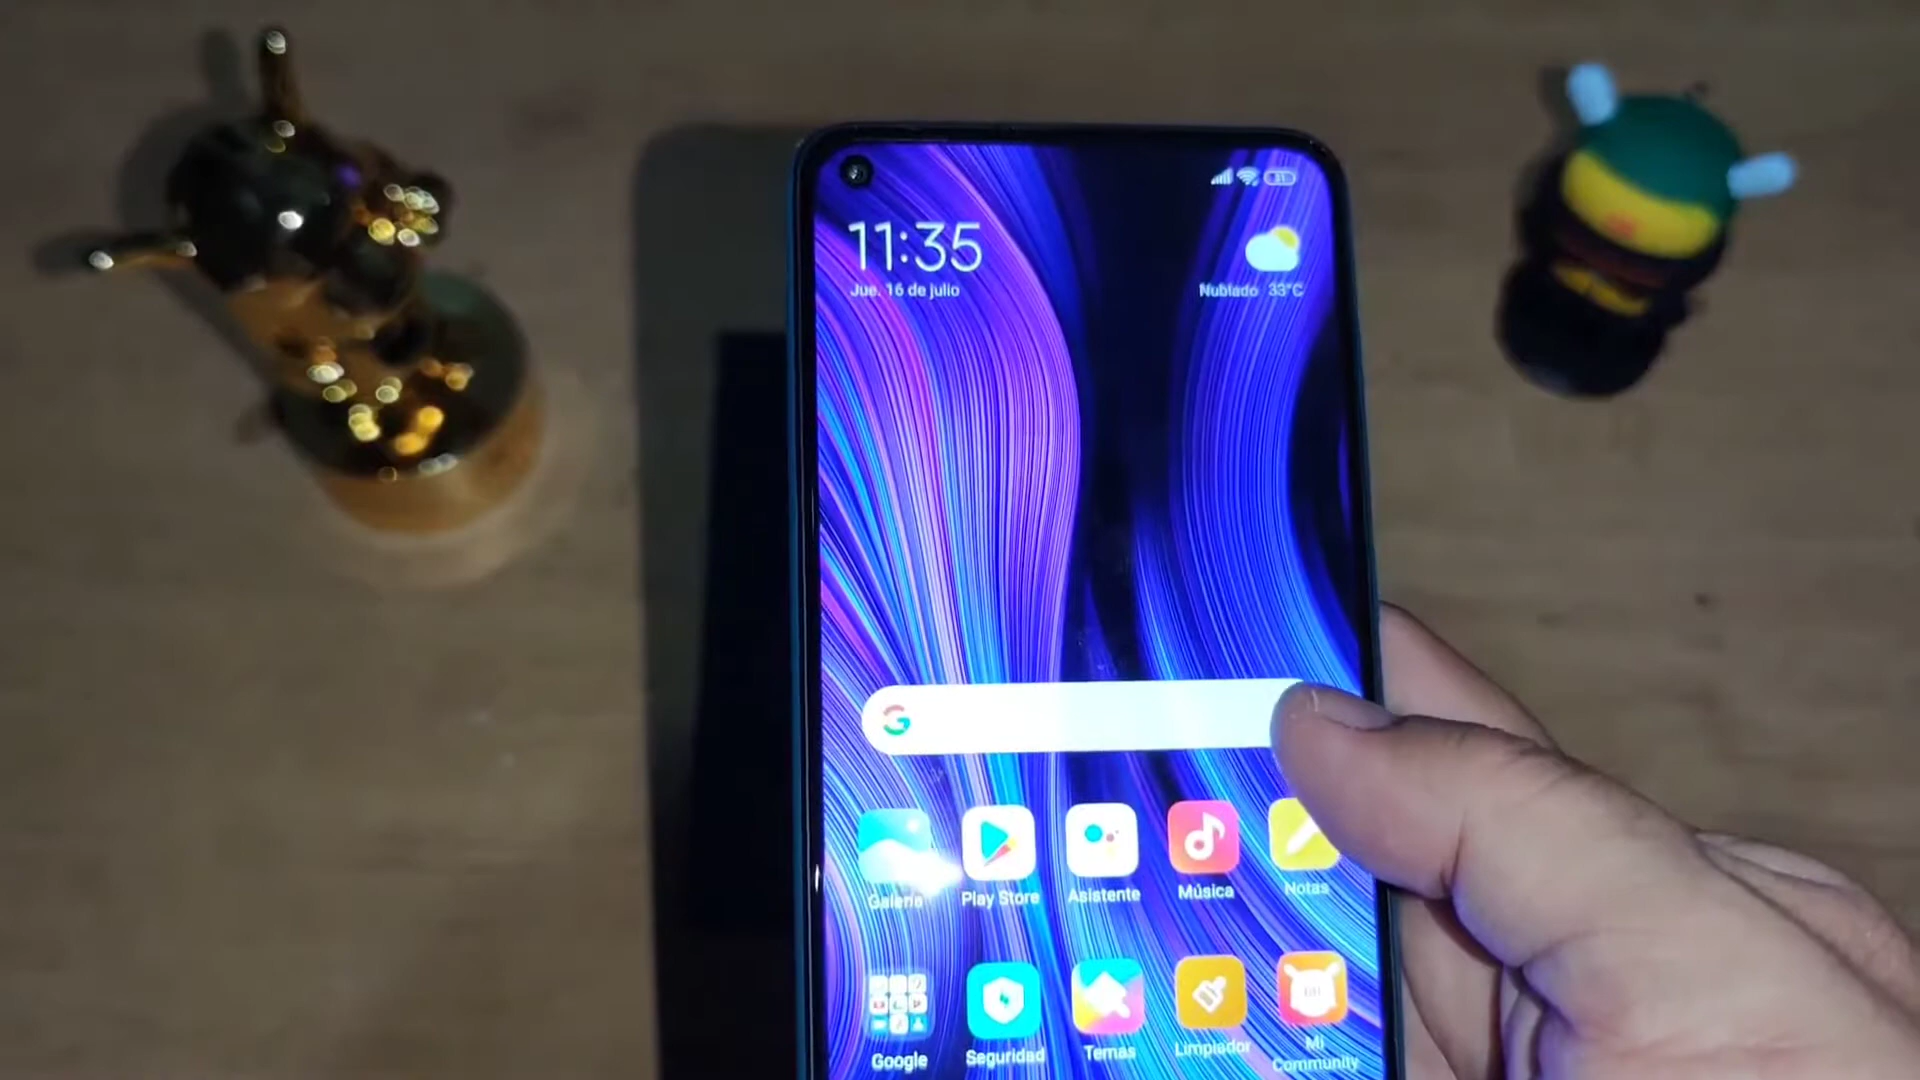 31
11:35
Jue. 16 de julio
Nublado 33°C
Galería
Play Store
Asistente
Música
Notas
Google
Seguridad
Temas
Limpiador
Mi
Community